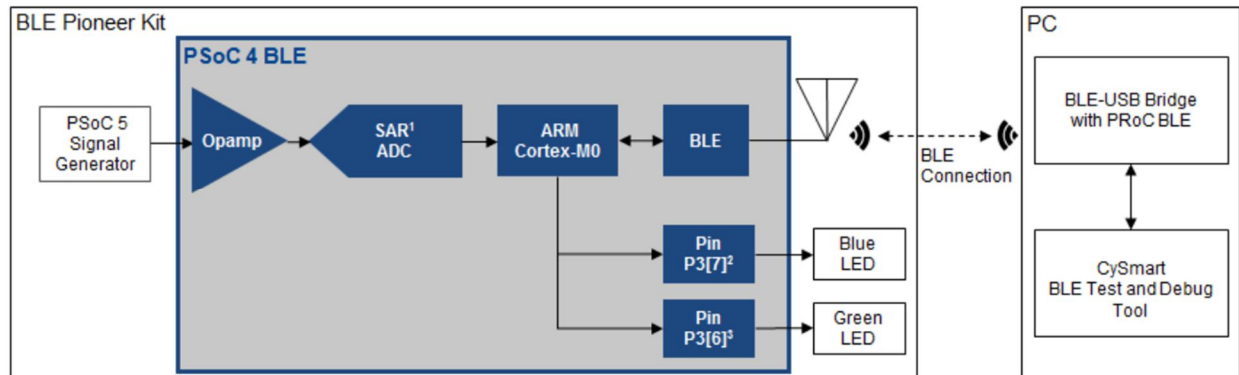 BLE Pioneer Kit
PC
PSoC 4 BLE
PSoC 5
Signal
Generator
Opamp
SAR¹
ADC
ARM
Cortex-M0
BLE
BLE
Connection
BLE-USB Bridge
with PRoC BLE
Pin
P3[7]²
Blue
LED
Pin
P3[6]³
Green
LED
CySmart
BLE Test and Debug
Tool